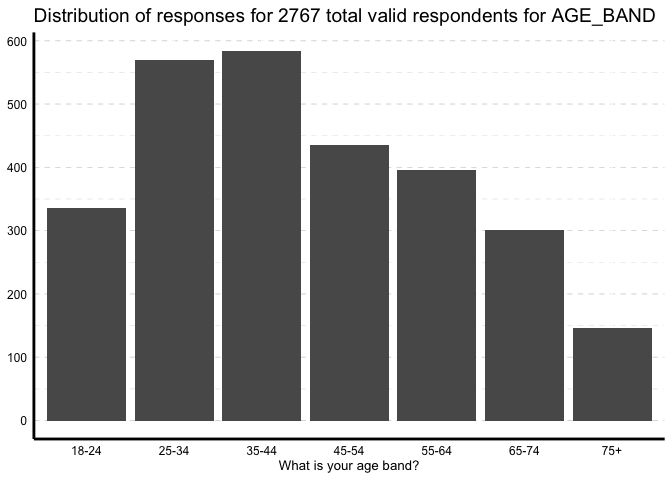 Distribution of responses for 2767 total valid respondents for AGE_BAND
600
500
400
300
200
100
0
18-24 25-34 35-44 45-54 55-64 65-74 75+
What is your age band?